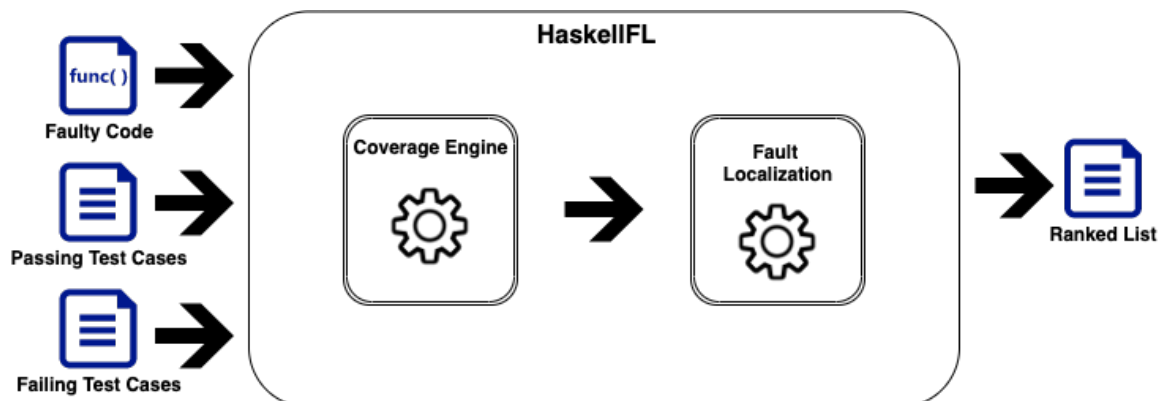 HaskellFL
func( )
Faulty Code
Passing Test Cases
Failing Test Cases
Coverage Engine
Fault
Localization
Ranked List